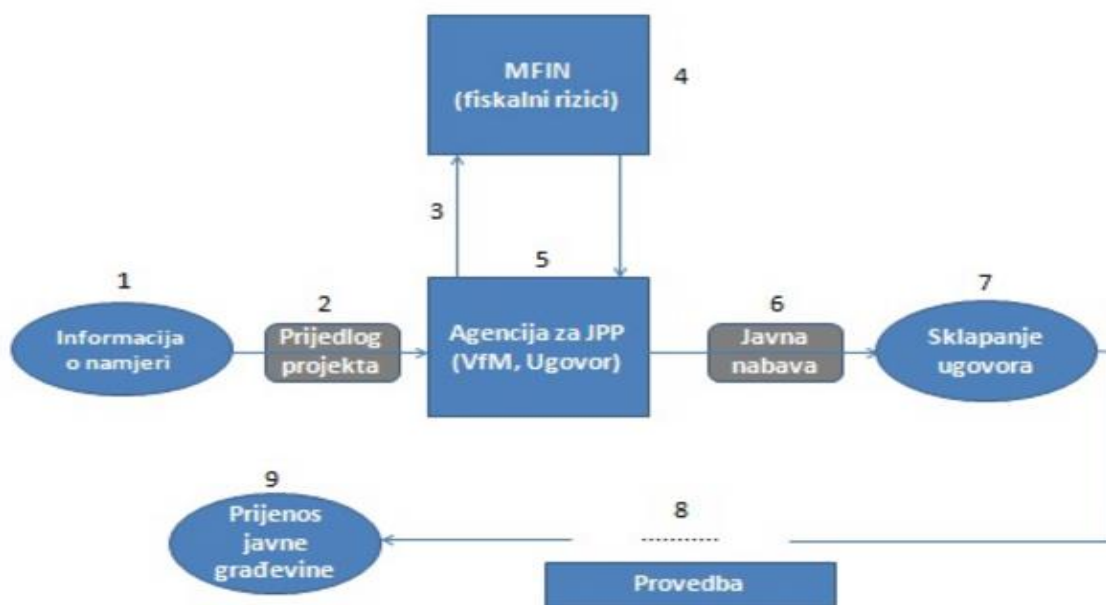 MFIN
(fiskalni rizici)
4
3
5
1
2
6
7
Informacija
o namjeri
Prijedlog
projekta
Agencija za JPP
(VfM, Ugovor)
Javna
nabava
Sklapanje
ugovora
9
8
Prijenos
javne
građevine
Provedba